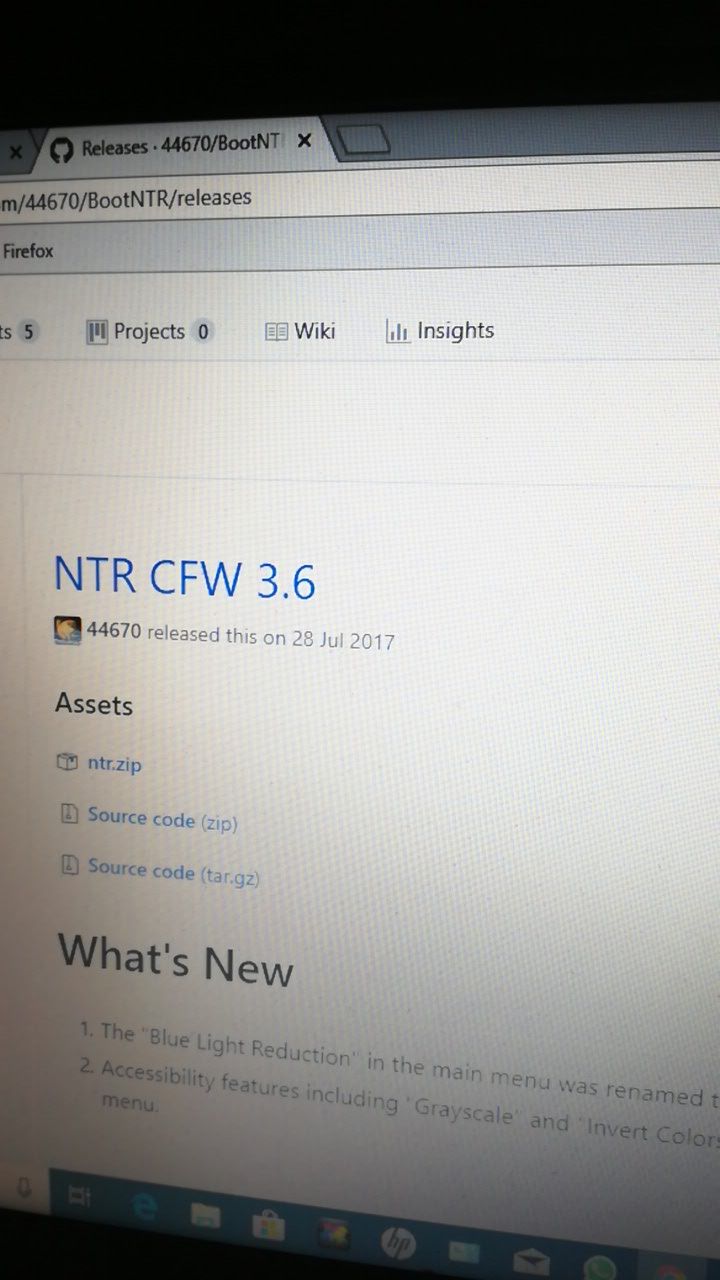 Releases · 44670/BootNT
m/44670/BootNTR/releases
Firefox
ts 5 Projects 0 Wiki Insights
NTR CFW 3.6
44670 released this on 28 Jul 2017
Assets
ntr.zip
Source code (zip)
Source code (tar.gz)
What's New
1. The "Blue Light Reduction" in the main menu was renamed t
2. Accessibility features including "Grayscale" and "Invert Colors
menu.
hp